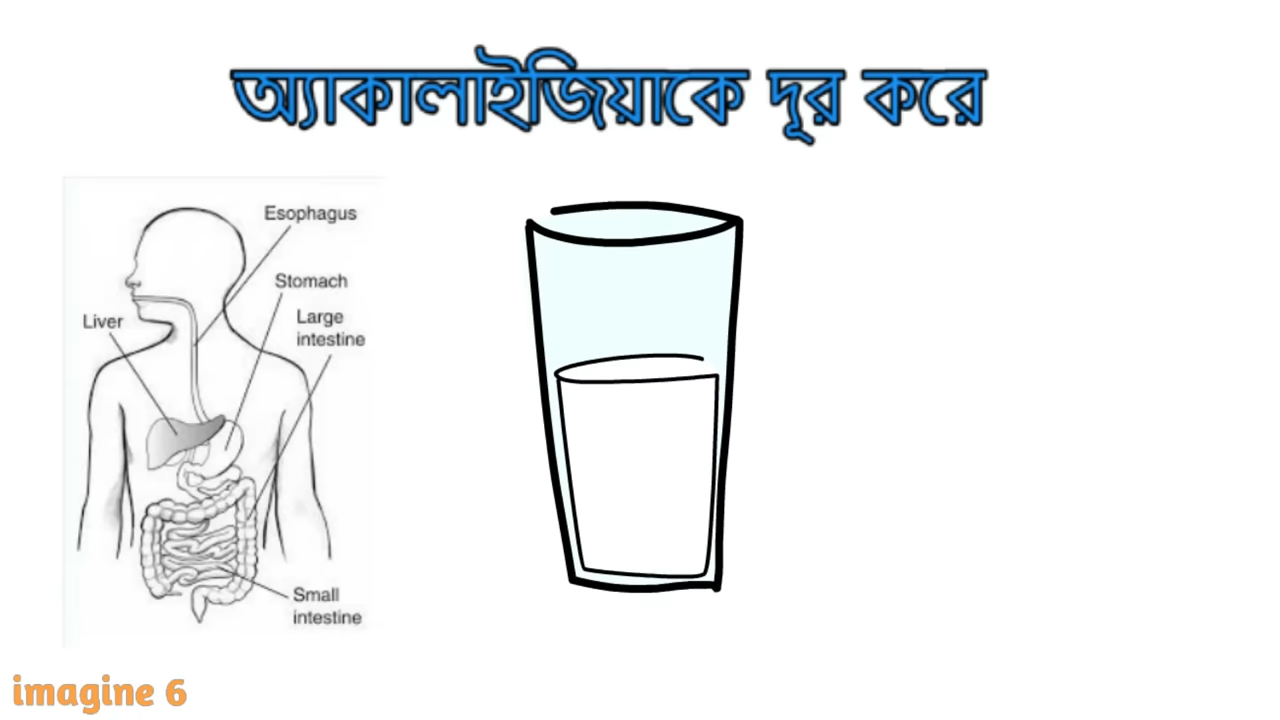 অ্যাকালাইজিয়াকে দূর করে
Esophagus
Stomach
Liver
Large
intestine
Small
intestine
imagine 6